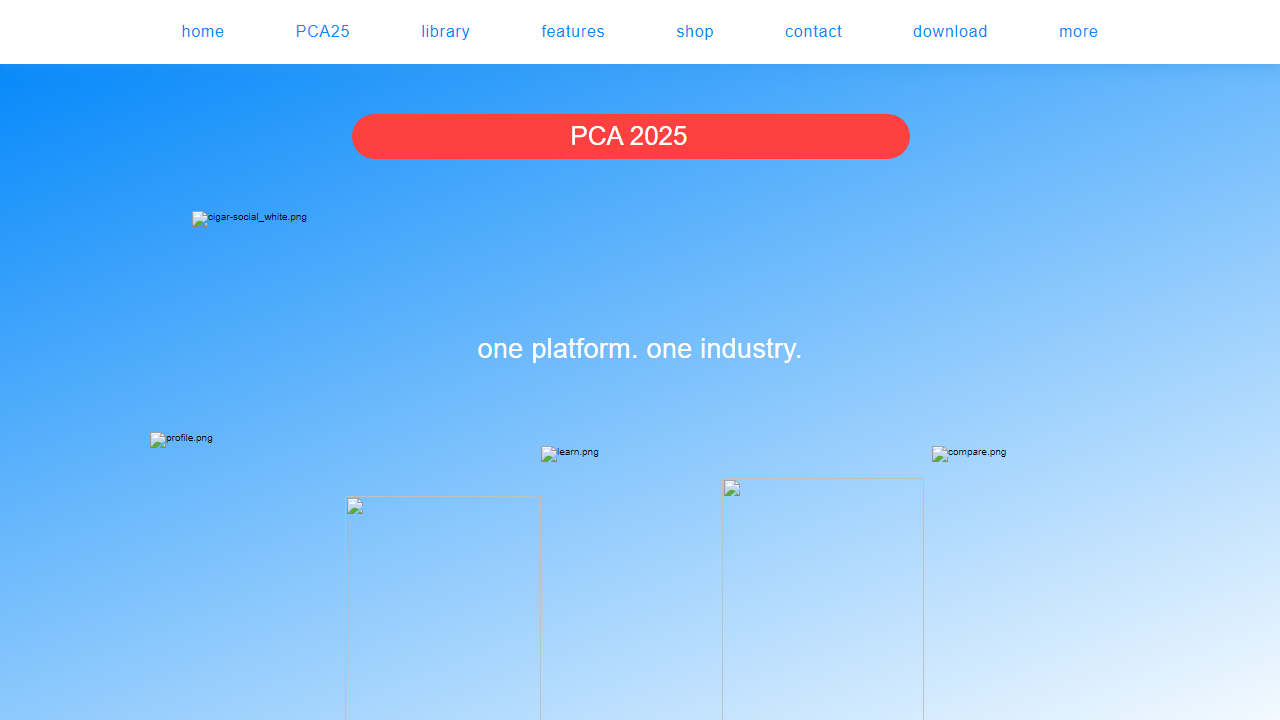 home PCA25 library features shop contact download more
PCA 2025
cigar-social_white.png
one platform. one industry.
profile.png
learn.png compare.png